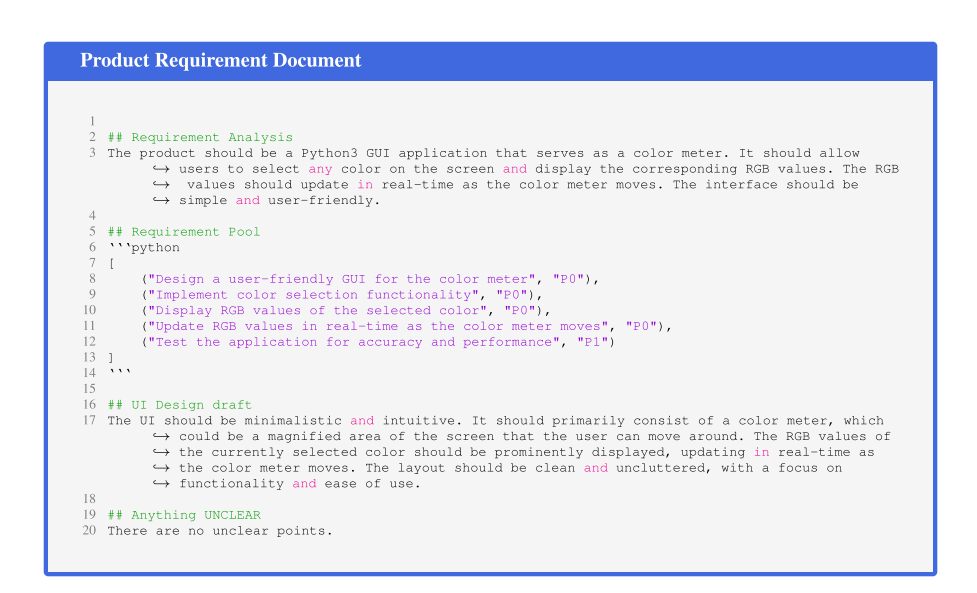 Product Requirement Document
1
2 ## Requirement Analysis
3 The product should be a Python3 GUI application that serves as a color meter. It should allow
↪ users to select any color on the screen and display the corresponding RGB values. The RGB
↪ values should update in real-time as the color meter moves. The interface should be
↪ simple and user-friendly.
4
5 ## Requirement Pool
6 ```python
7 [
8 ("Design a user-friendly GUI for the color meter", "P0"),
9 ("Implement color selection functionality", "P0"),
10 ("Display RGB values of the selected color", "P0"),
11 ("Update RGB values in real-time as the color meter moves", "P0"),
12 ("Test the application for accuracy and performance", "P1")
13 ]
14 ```
15
16 ## UI Design draft
17 The UI should be minimalistic and intuitive. It should primarily consist of a color meter, which
↪ could be a magnified area of the screen that the user can move around. The RGB values of
↪ the currently selected color should be prominently displayed, updating in real-time as
↪ the color meter moves. The layout should be clean and uncluttered, with a focus on
↪ functionality and ease of use.
18
19 ## Anything UNCLEAR
20 There are no unclear points.